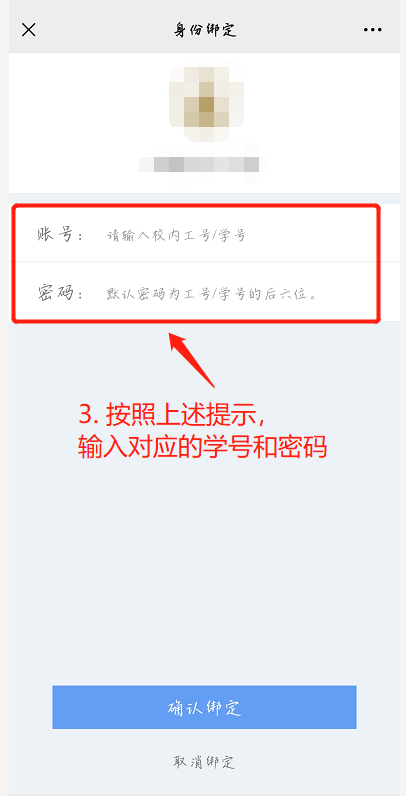 身份绑定
账号： 请输入校内工号/学号
密码： 默认密码为工号/学号的后六位。
3. 按照上述提示，
输入对应的学号和密码
确认绑定
取消绑定